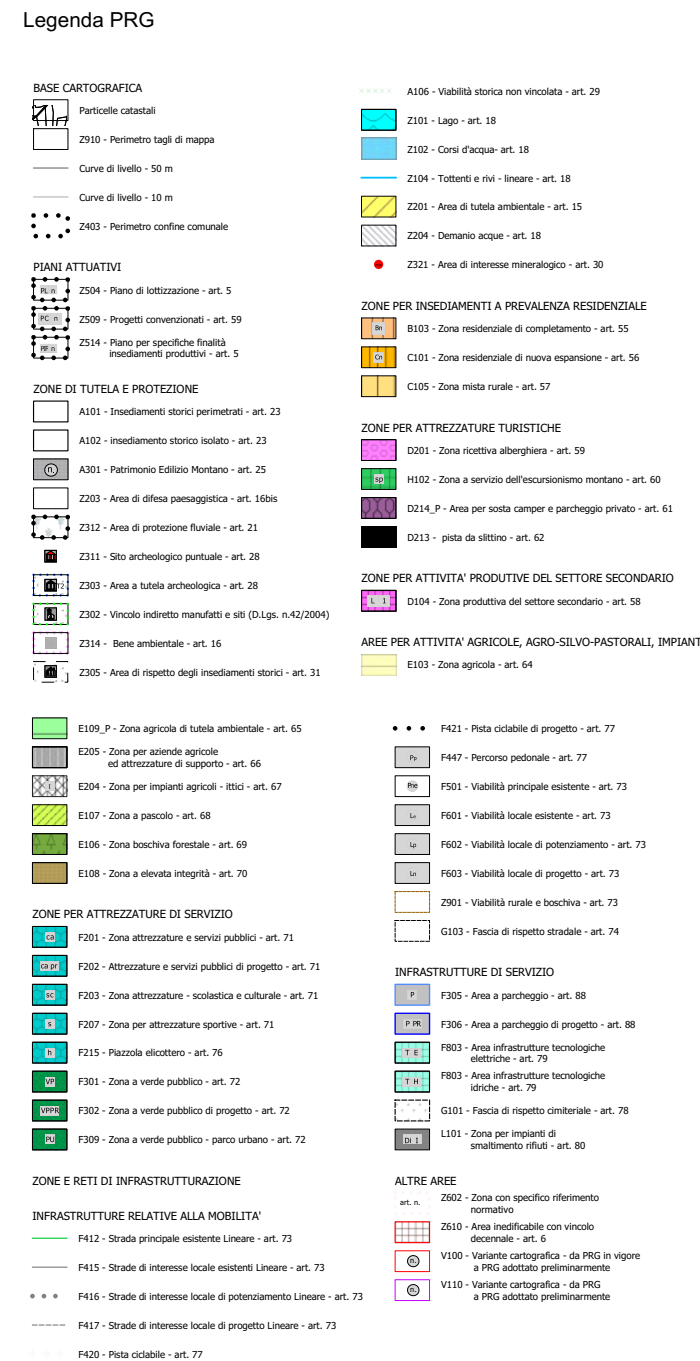 Legenda PRG
BASE CARTOGRAFICA
Particelle catastali
Z910 - Perimetro tagli di mappa
Curve di livello - 50 m
Curve di livello - 10 m
Z403 - Perimetro confine comunale
PIANI ATTUATIVI
PL n
Z504 - Piano di lottizzazione - art. 5
PC n
Z509 - Progetti convenzionati - art. 59
PIF n
Z514 - Piano per specifiche finalità
insediamenti produttivi - art. 5
ZONE DI TUTELA E PROTEZIONE
A101 - Insediamenti storici perimetrati - art. 23
A102 - insediamento storico isolato - art. 23
n.
A301 - Patrimonio Edilizio Montano - art. 25
Z203 - Area di difesa paesaggistica - art. 16bis
Z312 - Area di protezione fluviale - art. 21
Z311 - Sito archeologico puntuale - art. 28
Z303 - Area a tutela archeologica - art. 28
Z302 - Vincolo indiretto manufatti e siti (D.Lgs. n.42/2004)
Z314 - Bene ambientale - art. 16
Z305 - Area di rispetto degli insediamenti storici - art. 31
A106 - Viabilità storica non vincolata - art. 29
Z101 - Lago - art. 18
Z102 - Corsi d'acqua- art. 18
Z104 - Tottenti e rivi - lineare - art. 18
Z201 - Area di tutela ambientale - art. 15
Z204 - Demanio acque - art. 18
Z321 - Area di interesse mineralogico - art. 30
ZONE PER INSEDIAMENTI A PREVALENZA RESIDENZIALE
Bn
B103 - Zona residenziale di completamento - art. 55
Cn
C101 - Zona residenziale di nuova espansione - art. 56
C105 - Zona mista rurale - art. 57
ZONE PER ATTREZZATURE TURISTICHE
D201 - Zona ricettiva alberghiera - art. 59
sp
H102 - Zona a servizio dell'escursionismo montano - art. 60
D214_P - Area per sosta camper e parcheggio privato - art. 61
D213 - pista da slittino - art. 62
ZONE PER ATTIVITA' PRODUTIVE DEL SETTORE SECONDARIO
L 1
D104 - Zona produttiva del settore secondario - art. 58
AREE PER ATTIVITA' AGRICOLE, AGRO-SILVO-PASTORALI, IMPIANT
E103 - Zona agricola - art. 64
E109_P - Zona agricola di tutela ambientale - art. 65
E205 - Zona per aziende agricole
ed attrezzature di supporto - art. 66
I
E204 - Zona per impianti agricoli - ittici - art. 67
E107 - Zona a pascolo - art. 68
E106 - Zona boschiva forestale - art. 69
E108 - Zona a elevata integrità - art. 70
ZONE PER ATTREZZATURE DI SERVIZIO
ca
F201 - Zona attrezzature e servizi pubblici - art. 71
ca pr
F202 - Attrezzature e servizi pubblici di progetto - art. 71
sc
F203 - Zona attrezzature - scolastica e culturale - art. 71
s
F207 - Zona per attrezzature sportive - art. 71
h
F215 - Piazzola elicottero - art. 76
VP
F301 - Zona a verde pubblico - art. 72
VPPR
F302 - Zona a verde pubblico di progetto - art. 72
PU
F309 - Zona a verde pubblico - parco urbano - art. 72
ZONE E RETI DI INFRASTRUTTURAZIONE
INFRASTRUTTURE RELATIVE ALLA MOBILITA'
F412 - Strada principale esistente Lineare - art. 73
F415 - Strade di interesse locale esistenti Lineare - art. 73
F416 - Strade di interesse locale di potenziamento Lineare - art. 73
F417 - Strade di interesse locale di progetto Lineare - art. 73
F420 - Pista ciclabile - art. 77
F421 - Pista ciclabile di progetto - art. 77
Pp
F447 - Percorso pedonale - art. 77
Pne
F501 - Viabilità principale esistente - art. 73
Le
F601 - Viabilità locale esistente - art. 73
Lp
F602 - Viabilità locale di potenziamento - art. 73
Ln
F603 - Viabilità locale di progetto - art. 73
Z901 - Viabilità rurale e boschiva - art. 73
G103 - Fascia di rispetto stradale - art. 74
INFRASTRUTTURE DI SERVIZIO
P
F305 - Area a parcheggio - art. 88
P PR
F306 - Area a parcheggio di progetto - art. 88
T E
F803 - Area infrastrutture tecnologiche
elettriche - art. 79
T H
F803 - Area infrastrutture tecnologiche
idriche - art. 79
G101 - Fascia di rispetto cimiteriale - art. 78
Di I
L101 - Zona per impianti di
smaltimento rifiuti - art. 80
ALTRE AREE
art. n.
Z602 - Zona con specifico riferimento
normativo
Z610 - Area inedificabile con vincolo
decennale - art. 6
n.
V100 - Variante cartografica - da PRG in vigore
a PRG adottato preliminarmente
n.
V110 - Variante cartografica - da PRG
a PRG adottato preliminarmente